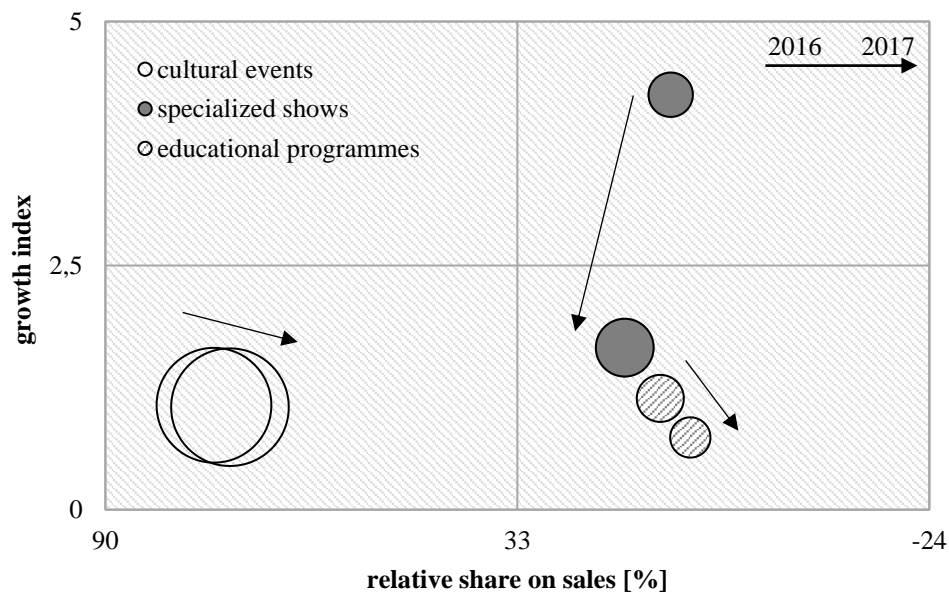 5
2016 2017
cultural events
specialized shows
educational programmes
growth index
2,5
0
90 33 -24
relative share on sales [%]